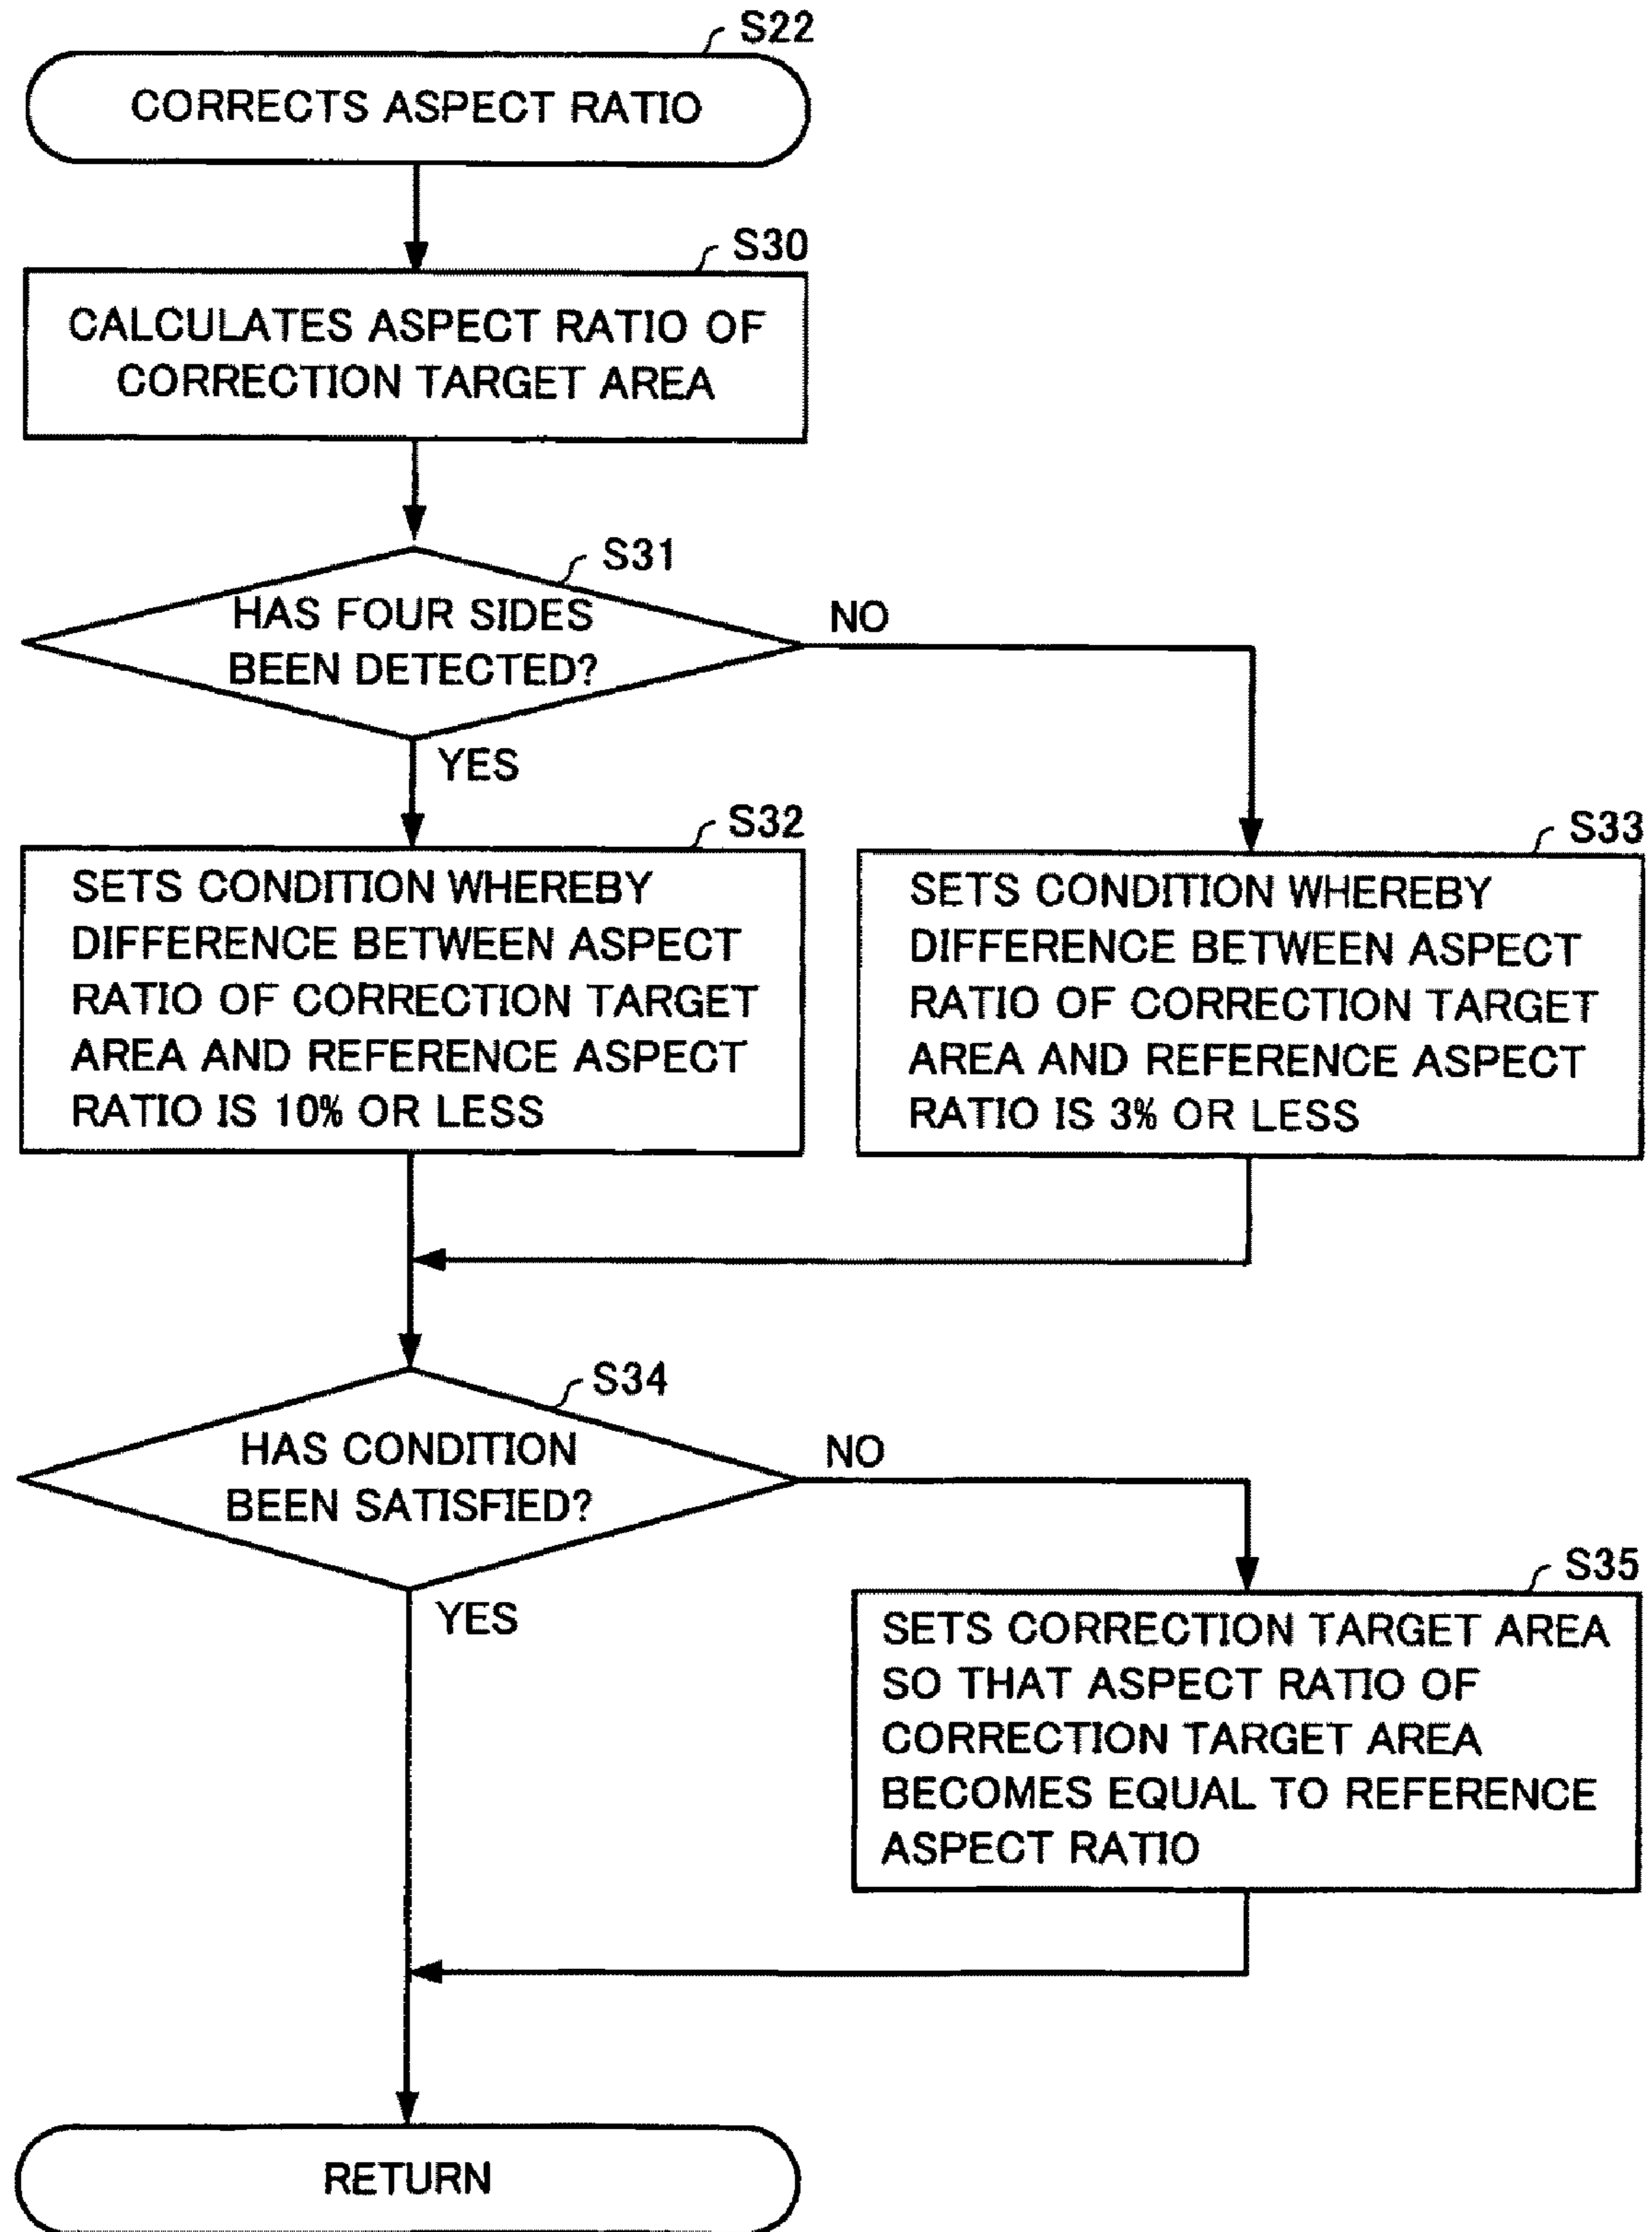 S22
CORRECTS ASPECT RATIO
S30
CALCULATES ASPECT RATIO OF
CORRECTION TARGET AREA
S31
HAS FOUR SIDES
BEEN DETECTED?
NO
YES
S32
SETS CONDITION WHEREBY
DIFFERENCE BETWEEN ASPECT
RATIO OF CORRECTION TARGET
AREA AND REFERENCE ASPECT
RATIO IS 10% OR LESS
S33
SETS CONDITION WHEREBY
DIFFERENCE BETWEEN ASPECT
RATIO OF CORRECTION TARGET
AREA AND REFERENCE ASPECT
RATIO IS 3% OR LESS
S34
HAS CONDITION
BEEN SATISFIED?
NO
YES
S35
SETS CORRECTION TARGET AREA
SO THAT ASPECT RATIO OF
CORRECTION TARGET AREA
BECOMES EQUAL TO REFERENCE
ASPECT RATIO
RETURN